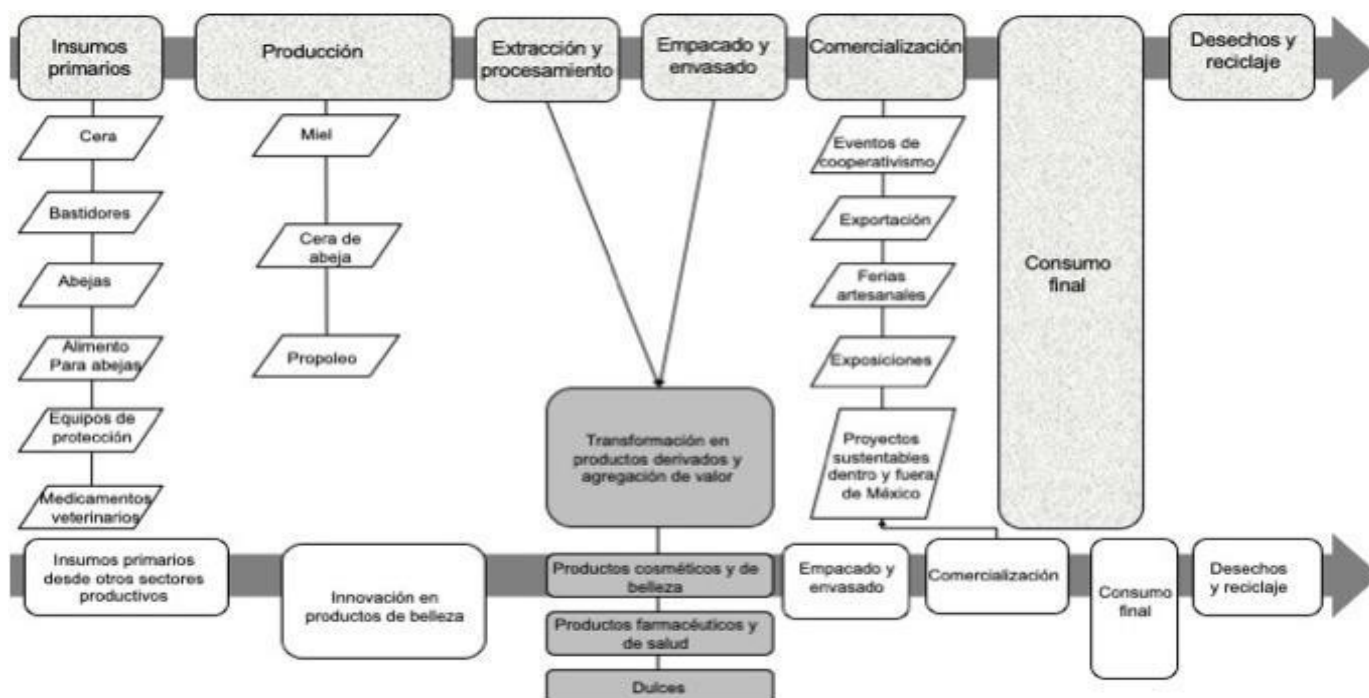 Insumos
primarios
Producción
Extracción y
procesamiento
Empacado y
envasado
Comercialización
Consumo
final
Desechos y
reciclaje
Cera
Bastidores
Abejas
Alimento
Para abejas
Equipos de
protección
Medicamentos
veterinarios
Miel
Cera de
abeja
Propoleo
Transformación en
productos derivados y
agregación de valor
Eventos de
cooperativismo
Exportación
Ferias
artesanales
Exposiciones
Proyectos
sustentables
dentro y fuera
de México
Insumos primarios
desde otros sectores
productivos
Innovación en
productos de belleza
Productos cosméticos y de
belleza
Productos farmacéuticos y
de salud
Dulces
Empacado y
envasado
Comercialización
Consumo
final
Desechos
y reciclaje